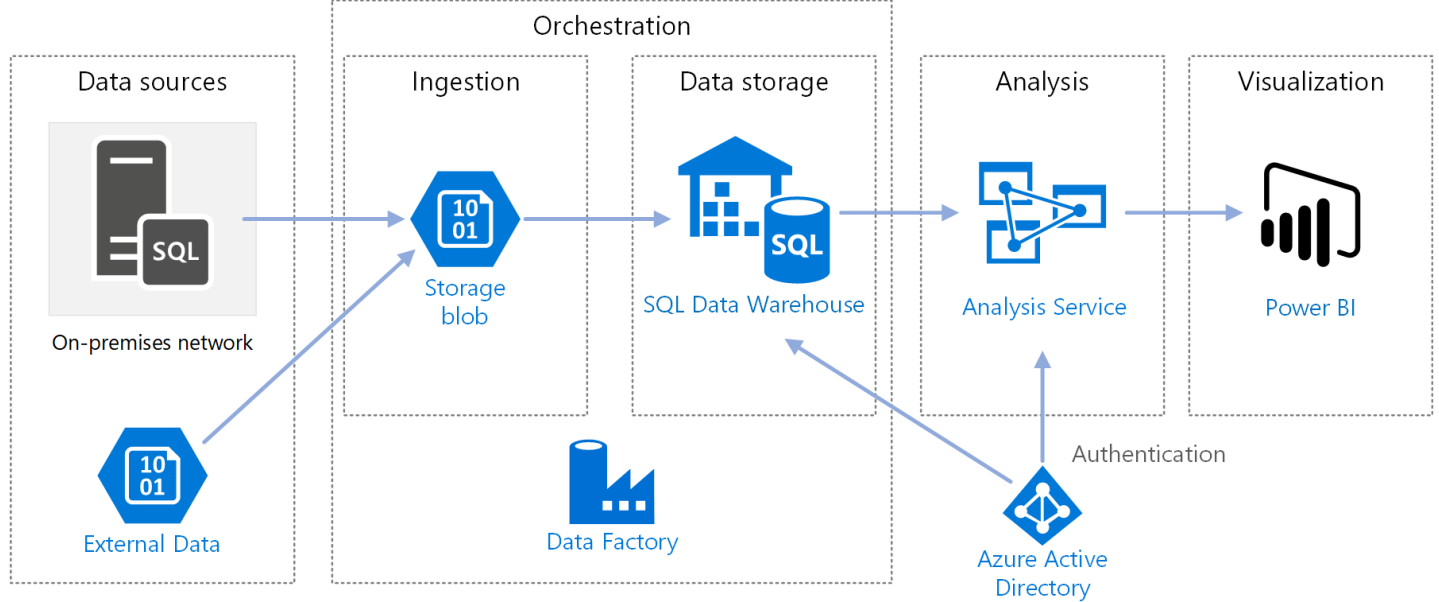 Orchestration
Data sources
Ingestion
Data storage
Analysis
Visualization
SQL
On-premises network
10
01
Storage
blob
SQL
SQL Data Warehouse
Analysis Service
Power BI
10
01
External Data
Data Factory
Authentication
Azure Active
Directory